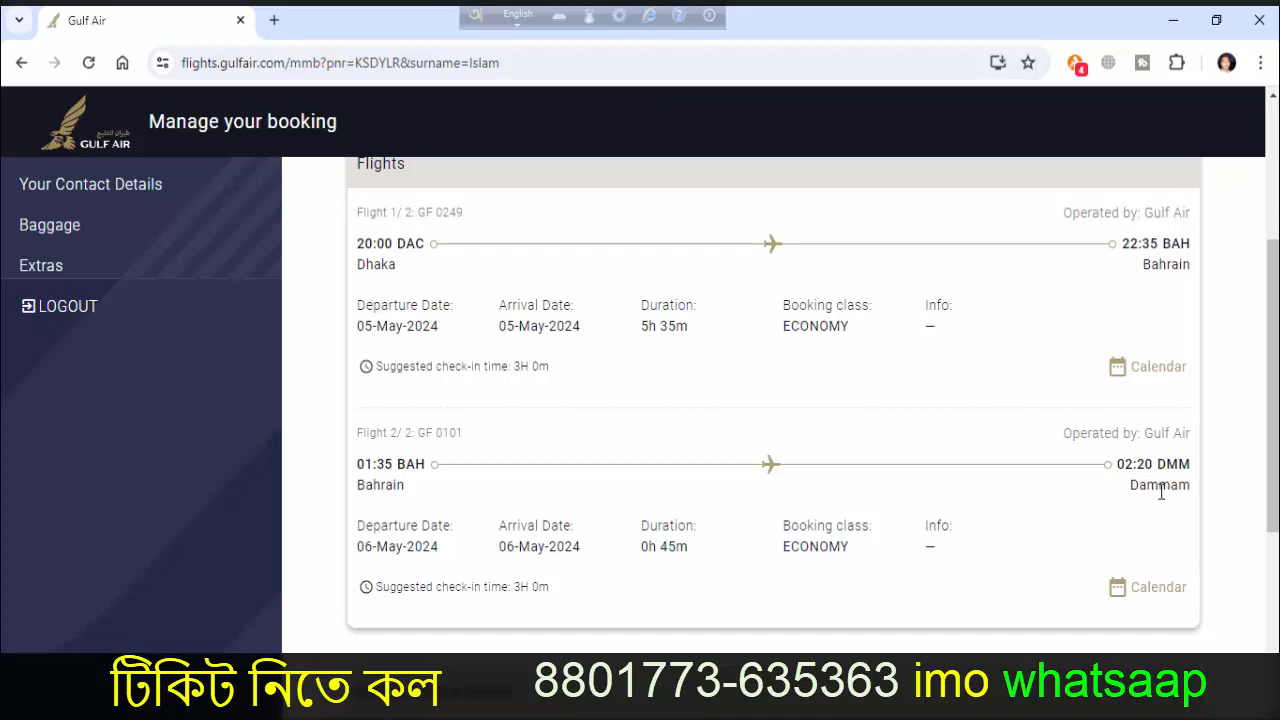 Gulf Air
English
flights.gulfair.com/mmb?pnr=KSDYLR&surname=Islam
4
طيران الخليج
GULF AIR
Manage your booking
Your Contact Details
Baggage
Extras
LOGOUT
Flights
Flight 1/ 2: GF 0249 Operated by: Gulf Air
20:00 DAC 22:35 BAH
Dhaka Bahrain
Departure Date: Arrival Date: Duration: Booking class: Info:
05-May-2024 05-May-2024 5h 35m ECONOMY –
Suggested check-in time: 3H 0m Calendar
Flight 2/ 2: GF 0101 Operated by: Gulf Air
01:35 BAH 02:20 DMM
Bahrain Dammam
Departure Date: Arrival Date: Duration: Booking class: Info:
06-May-2024 06-May-2024 0h 45m ECONOMY –
Suggested check-in time: 3H 0m Calendar
টিকিট নিতে কল 8801773-635363 imo whatsaap